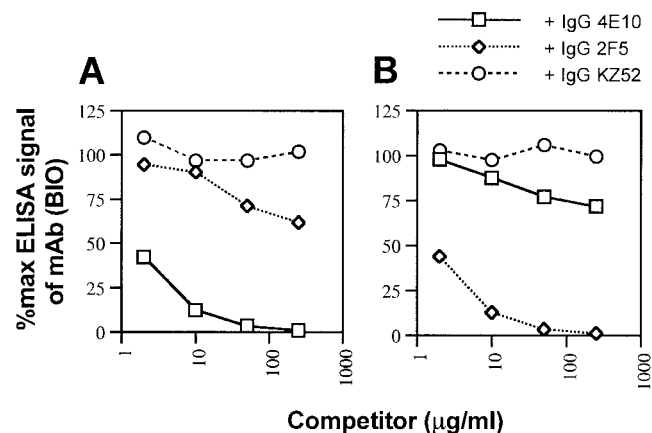 + IgG 4E10
+ IgG 2F5
+ IgG KZ52
A
B
%max ELISA signal
of mAb (BIO)
125
100
75
50
25
0
1
10
100
1000
125
100
75
50
25
0
1
10
100
1000
Competitor (μg/ml)